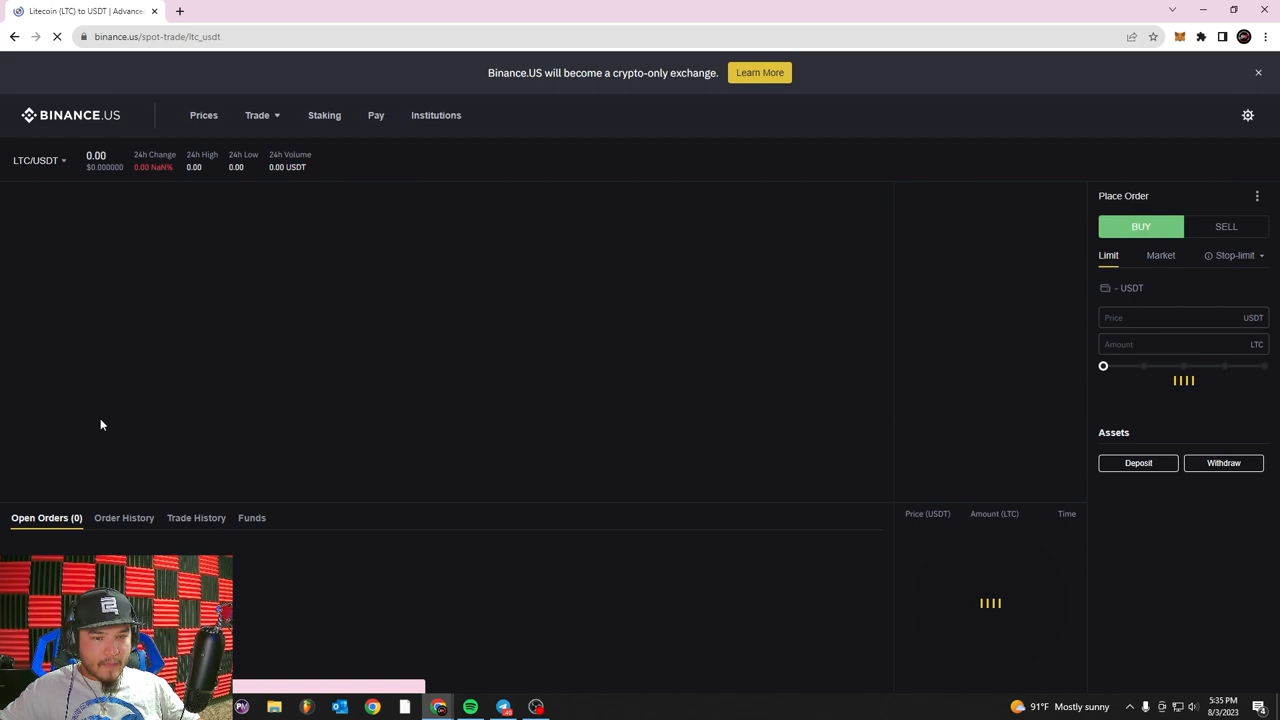 Litecoin (LTC) to USDT | Advance
binance.us/spot-trade/ltc_usdt
Binance.US will become a crypto-only exchange. Learn More
BINANCE.US Prices Trade Staking Pay Institutions
LTC/USDT 0.00 24h Change 24h High 24h Low 24h Volume
$0.000000 0.00 NaN% 0.00 0.00 0.00 USDT
Place Order
BUY SELL
Limit Market Stop-limit
- USDT
Price USDT
Amount LTC
Assets
Deposit Withdraw
Open Orders (0) Order History Trade History Funds
Price (USDT) Amount (LTC) Time
PM
91°F Mostly sunny
5:35 PM
8/3/2023